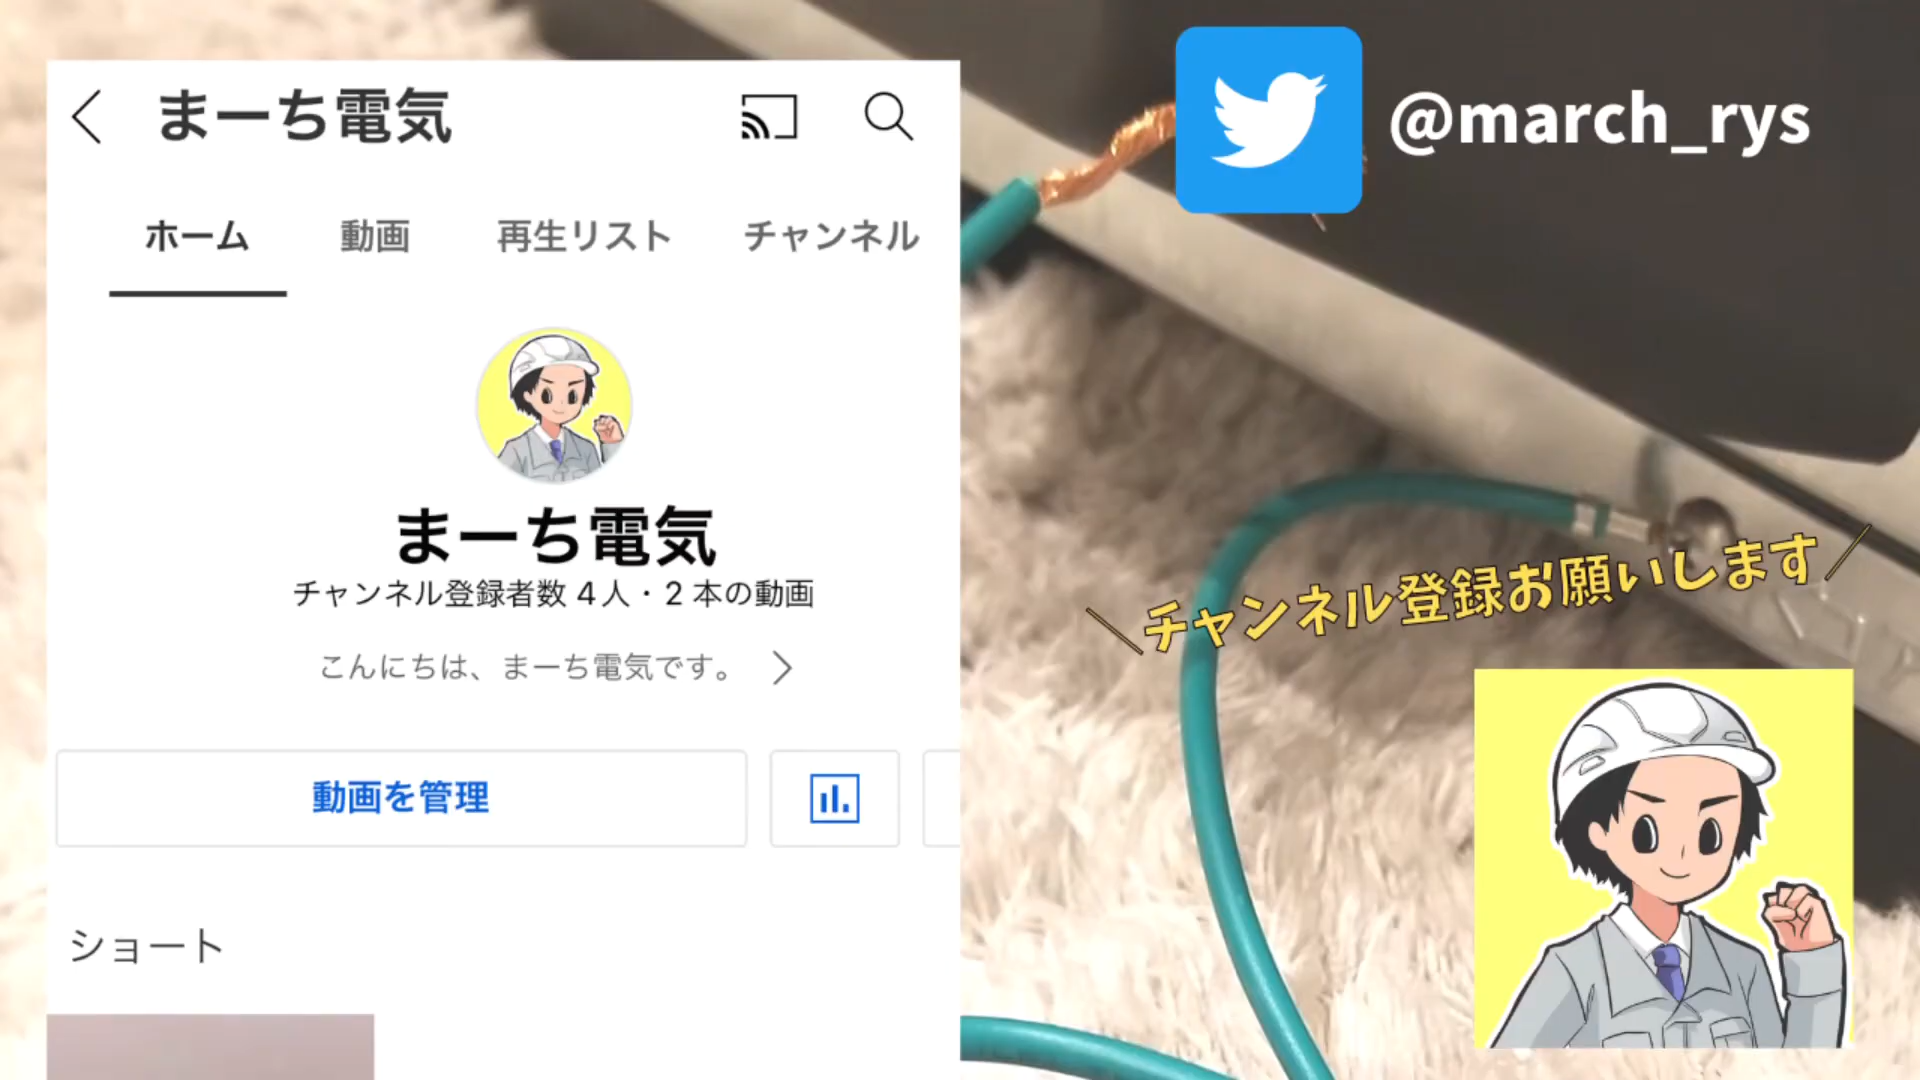 まーち電気
ホーム 動画 再生リスト チャンネル
まーち電気
チャンネル登録者数 4人・2 本の動画
こんにちは、まーち電気です。
動画を管理
ショート
@march_rys
チャンネル登録お願いします